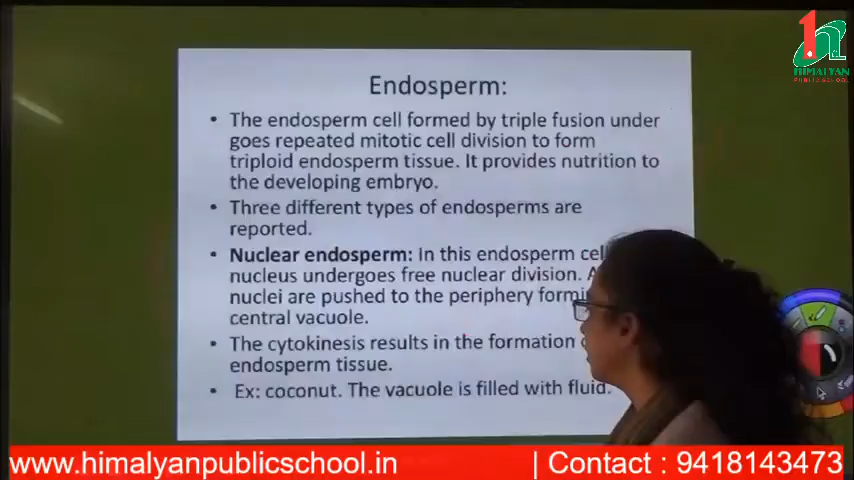 HIMALYAN
PUBLIC SCHOOL
Endosperm:
• The endosperm cell formed by triple fusion under
goes repeated mitotic cell division to form
triploid endosperm tissue. It provides nutrition to
the developing embryo.
• Three different types of endosperms are
reported.
• Nuclear endosperm: In this endosperm cell
nucleus undergoes free nuclear division. A
nuclei are pushed to the periphery formi
central vacuole.
• The cytokinesis results in the formation
endosperm tissue.
• Ex: coconut. The vacuole is filled with fluid.
www.himalyanpublicschool.in | Contact : 9418143473